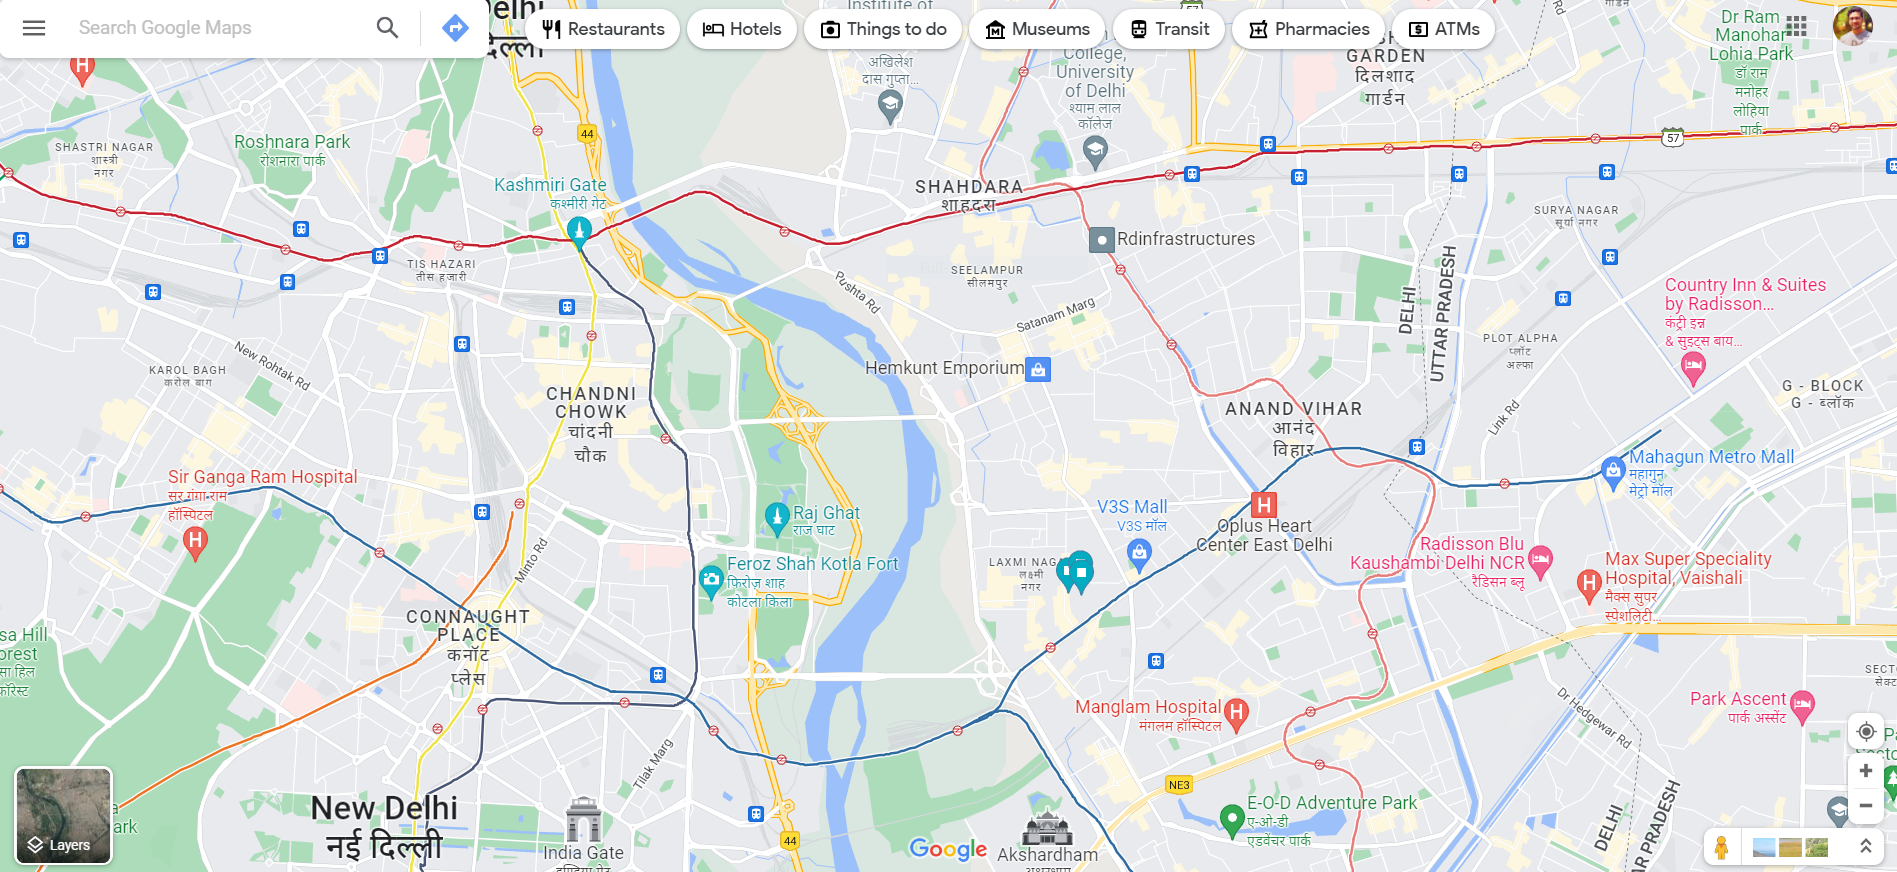 Search Google Maps
Restaurants
Hotels
Things to do
Museums
Transit
Pharmacies
ATMs
Institute of
अखिलेश
दास गुप्ता...
College,
University
of Delhi
श्याम लाल
कॉलेज
GARDEN
दिलशाद
गार्डन
गार्डन
Dr Ram
Manohar
Lohia Park
डॉ राम
मनोहर
लोहिया
पार्क
Delhi
दिल्ली
Rd
57
44
SHASTRI NAGAR
शास्त्री
नगर
Roshnara Park
रोशनारा पार्क
Kashmiri Gate
कश्मीरी गेट
SHAHDARA
शाहदरा
SURYA NAGAR
सूर्या नगर
Rdinfrastructures
TIS HAZARI
तीस हजारी
SEELAMPUR
सीलमपुर
Pushta Rd
Satanam Marg
DELHI
UTTAR PRADESH
Country Inn & Suites
by Radisson...
कंट्री इन्न
& सुइट्स बाय...
PLOT ALPHA
प्लॉट
अल्फा
New Rohtak Rd
KAROL BAGH
करोल बाग
Hemkunt Emporium
CHANDNI
CHOWK
चांदनी
चौक
ANAND VIHAR
आनंद
विहार
Link Rd
G - BLOCK
G - ब्लॉक
Mahagun Metro Mall
महागुन
मेट्रो मॉल
Sir Ganga Ram Hospital
सर गंगा राम
हॉस्पिटल
Raj Ghat
राज घाट
V3S Mall
V3S मॉल
Oplus Heart
Center East Delhi
Minto Rd
Feroz Shah Kotla Fort
फिरोज़ शाह
कोटला किला
LAXMI NAGA
लक्ष्मी
नगर
Radisson Blu
Kaushambi Delhi NCR
रैडिसन ब्लू
Max Super Speciality
Hospital, Vaishali
मैक्स सुपर
स्पेशलिटी...
CONNAUGHT
PLACE
कनॉट
प्लेस
sa Hill
orest
सा हिल
फॉरेस्ट
SECTO
सेक्ट
Manglam Hospital
मंगलम हॉस्पिटल
Park Ascent
पार्क अस्सेंट
Dr Hedgewar Rd
Tilak Marg
NE3
E-O-D Adventure Park
ए-ओ-डी
एडवेंचर पार्क
DELHI
AR PRADESH
New Delhi
नई दिल्ली
India Gate
44
Google
Akshardham
ark
Layers